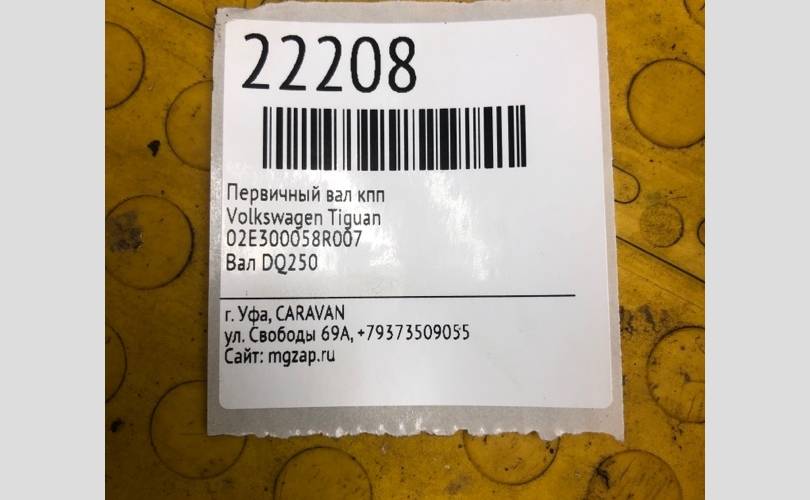 22208
Первичный вал кпп
Volkswagen Tiguan
02E300058R007
Вал DQ250
г. Уфа, CARAVAN
ул. Свободы 69А, +79373509055
Сайт: mgzap.ru